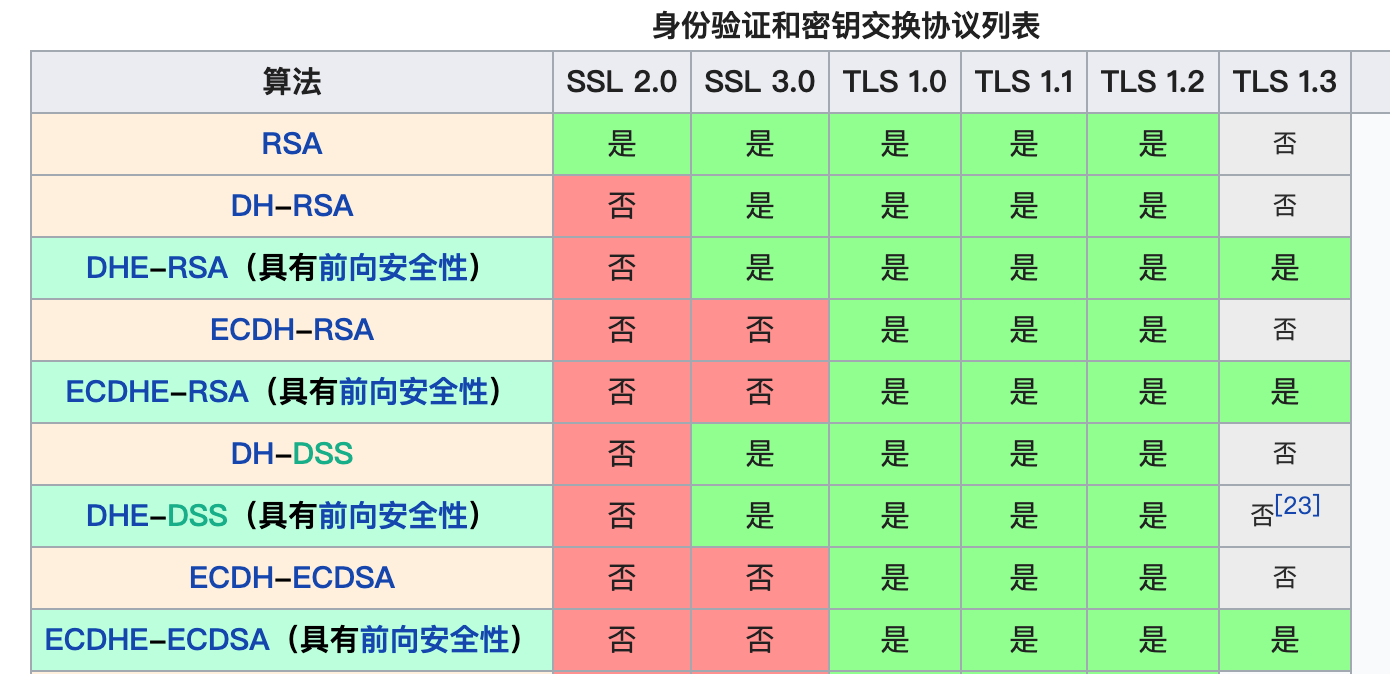 身份验证和密钥交换协议列表
算法 SSL 2.0 SSL 3.0 TLS 1.0 TLS 1.1 TLS 1.2 TLS 1.3
RSA 是 是 是 是 是 否
DH–RSA 否 是 是 是 是 否
DHE–RSA（具有前向安全性） 否 是 是 是 是 是
ECDH–RSA 否 否 是 是 是 否
ECDHE–RSA（具有前向安全性） 否 否 是 是 是 是
DH–DSS 否 是 是 是 是 否
DHE–DSS（具有前向安全性） 否 是 是 是 是 否[23]
ECDH–ECDSA 否 否 是 是 是 否
ECDHE–ECDSA（具有前向安全性） 否 否 是 是 是 是